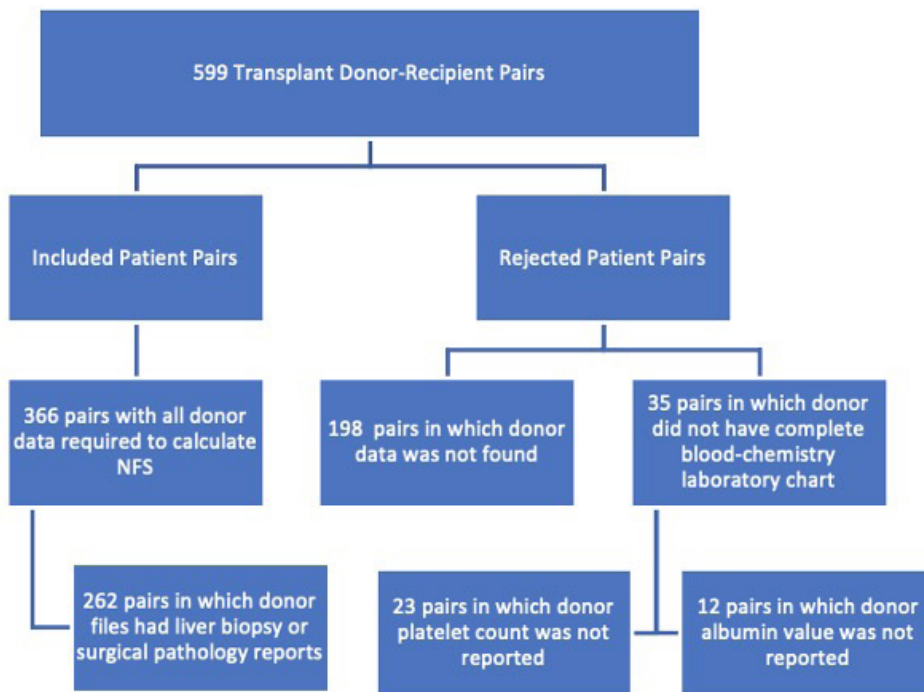 599 Transplant Donor-Recipient Pairs
Included Patient Pairs
Rejected Patient Pairs
366 pairs with all donor
data required to calculate
NFS
198 pairs in which donor
data was not found
35 pairs in which donor
did not have complete
blood-chemistry
laboratory chart
262 pairs in which donor
files had liver biopsy or
surgical pathology reports
23 pairs in which donor
platelet count was not
reported
12 pairs in which donor
albumin value was not
reported